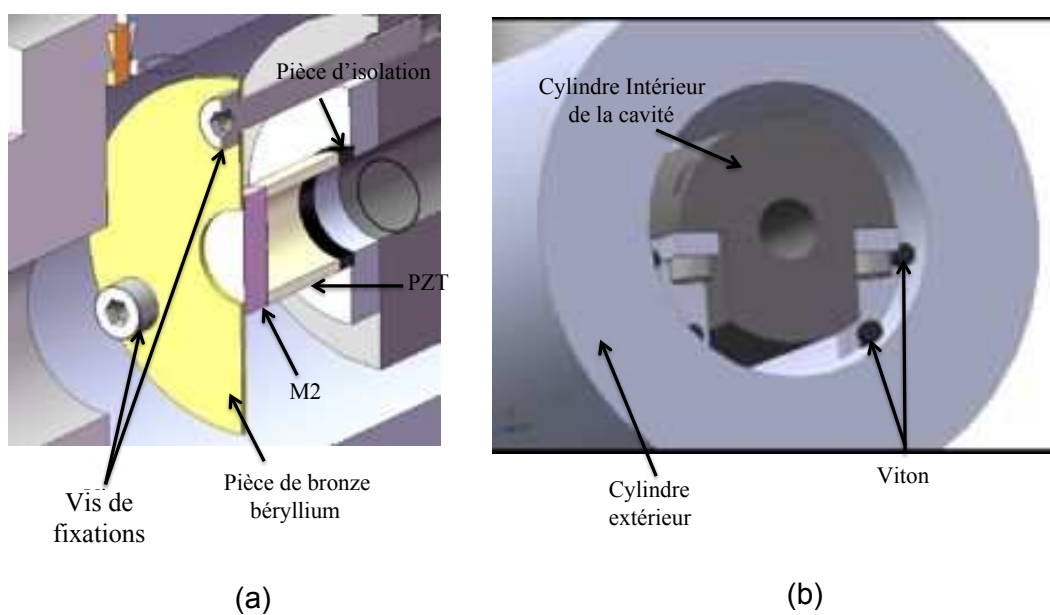 Pièce d'isolation
PZT
M2
Vis de
fixations
Pièce de bronze
béryllium
(a)
Cylindre Intérieur
de la cavité
Viton
Cylindre
extérieur
(b)